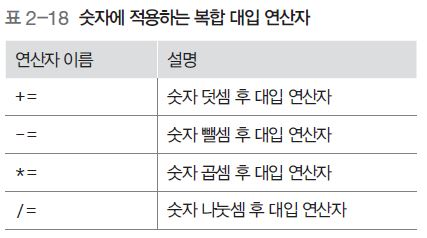 표 2-18 숫자에 적용하는 복합 대입 연산자
연산자 이름 설명
+= 숫자 덧셈 후 대입 연산자
-= 숫자 뺄셈 후 대입 연산자
*= 숫자 곱셈 후 대입 연산자
/= 숫자 나눗셈 후 대입 연산자